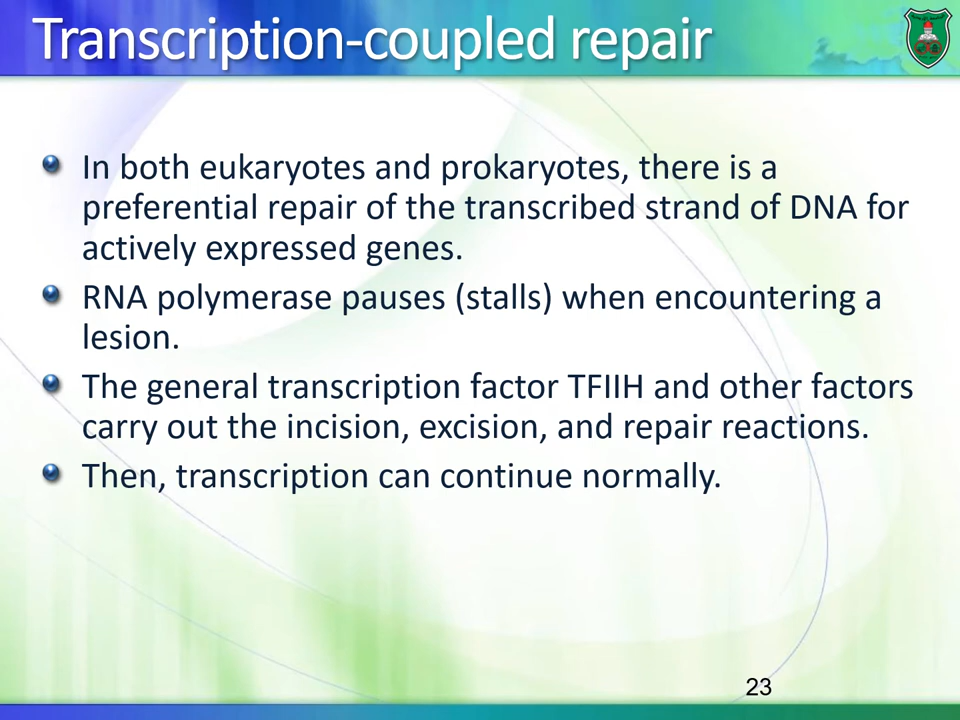 Transcription-coupled repair
In both eukaryotes and prokaryotes, there is a
preferential repair of the transcribed strand of DNA for
actively expressed genes.
RNA polymerase pauses (stalls) when encountering a
lesion.
The general transcription factor TFIIH and other factors
carry out the incision, excision, and repair reactions.
Then, transcription can continue normally.
23